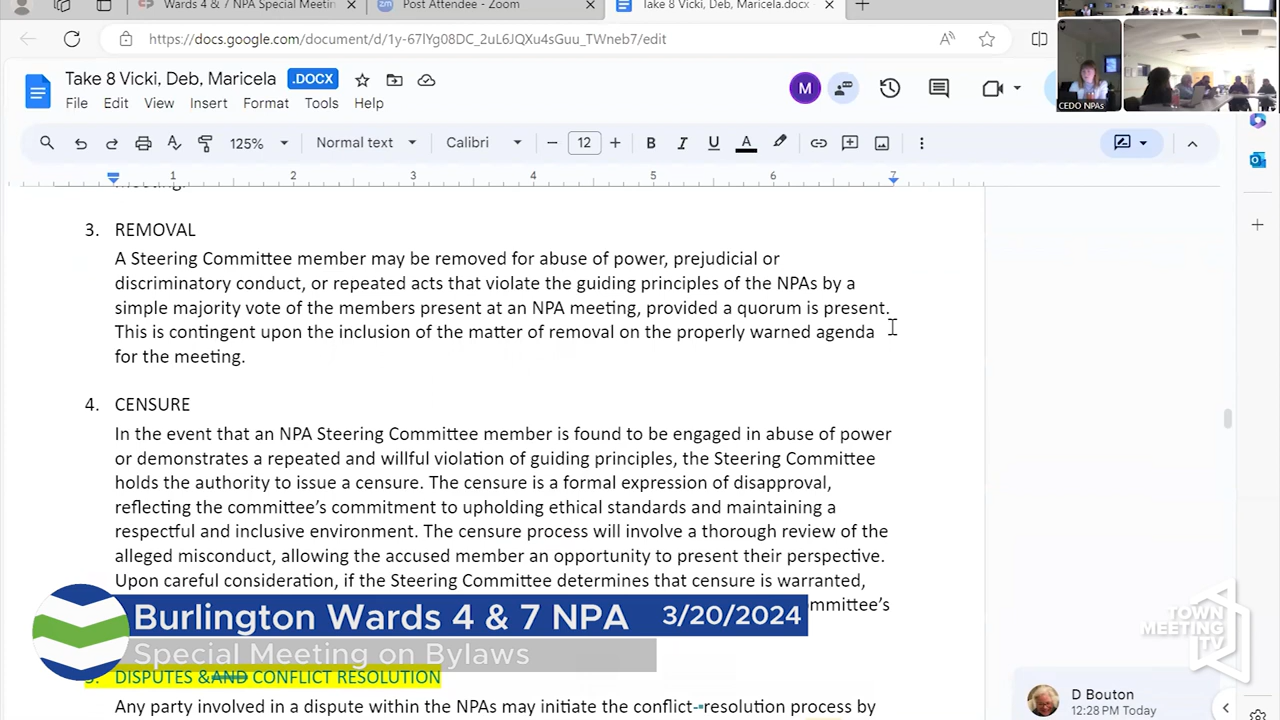 Wards 4 & 7 NPA Special Meetin
Post Attendee - Zoom
Take 8 Vicki, Deb, Maricela.docx
https://docs.google.com/document/d/1y-67lYg08DC_2uL6JQXu4sGuu_TWneb7/edit
CEDO NPAs
Take 8 Vicki, Deb, Maricela .DOCX
M
File Edit View Insert Format Tools Help
125% Normal text Calibri 12 B I U A
1 2 3 4 5 6 7
meeting.
3. REMOVAL
A Steering Committee member may be removed for abuse of power, prejudicial or
discriminatory conduct, or repeated acts that violate the guiding principles of the NPAs by a
simple majority vote of the members present at an NPA meeting, provided a quorum is present.
This is contingent upon the inclusion of the matter of removal on the properly warned agenda
for the meeting.
4. CENSURE
In the event that an NPA Steering Committee member is found to be engaged in abuse of power
or demonstrates a repeated and willful violation of guiding principles, the Steering Committee
holds the authority to issue a censure. The censure is a formal expression of disapproval,
reflecting the committee's commitment to upholding ethical standards and maintaining a
respectful and inclusive environment. The censure process will involve a thorough review of the
alleged misconduct, allowing the accused member an opportunity to present their perspective.
Upon careful consideration, if the Steering Committee determines that censure is warranted,
ommittee's
Burlington Wards 4 & 7 NPA 3/20/2024
Special Meeting on Bylaws
TOWN
MEETING
TV
5. DISPUTES &AND CONFLICT RESOLUTION
Any party involved in a dispute within the NPAs may initiate the conflict--resolution process by
D Bouton
12:28 PM Today